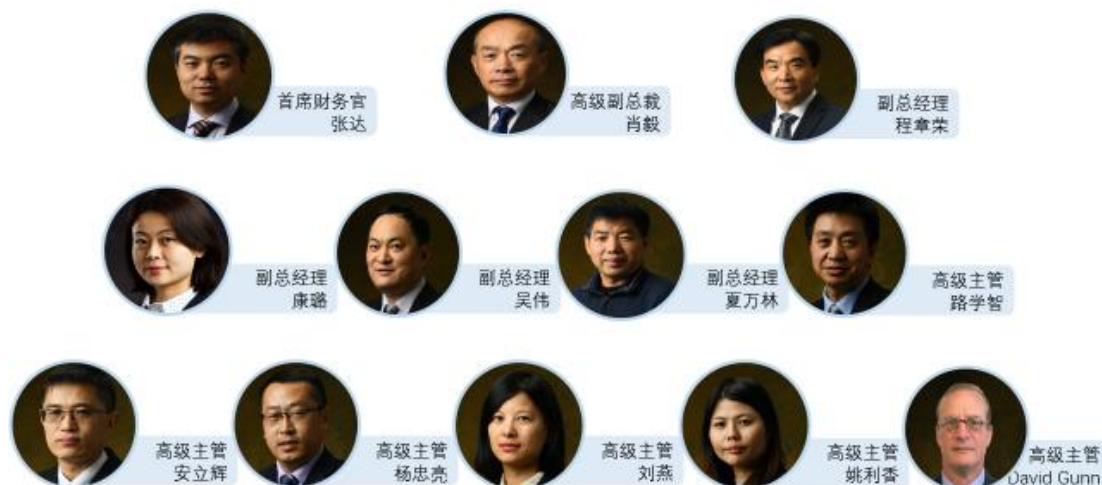 首席财务官
张达
高级副总裁
肖毅
副总经理
程章荣
副总经理
康璐
副总经理
吴伟
副总经理
夏万林
高级主管
路学智
高级主管
安立辉
高级主管
杨忠亮
高级主管
刘燕
高级主管
姚利香
高级主管
David Gunn